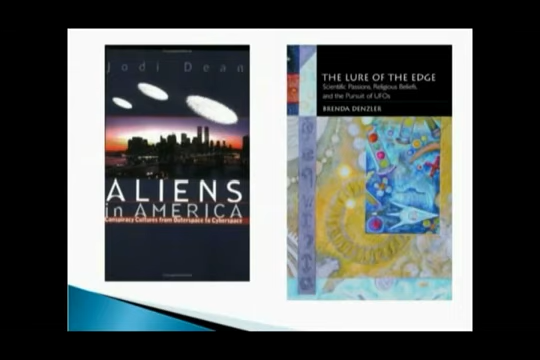 Jodi Dean
ALIENS
in AMERICA
Conspiracy Cultures from Outerspace to Cyberspace
THE LURE OF THE EDGE
Scientific Passions, Religious Beliefs,
and the Pursuit of UFOs
BRENDA DENZLER